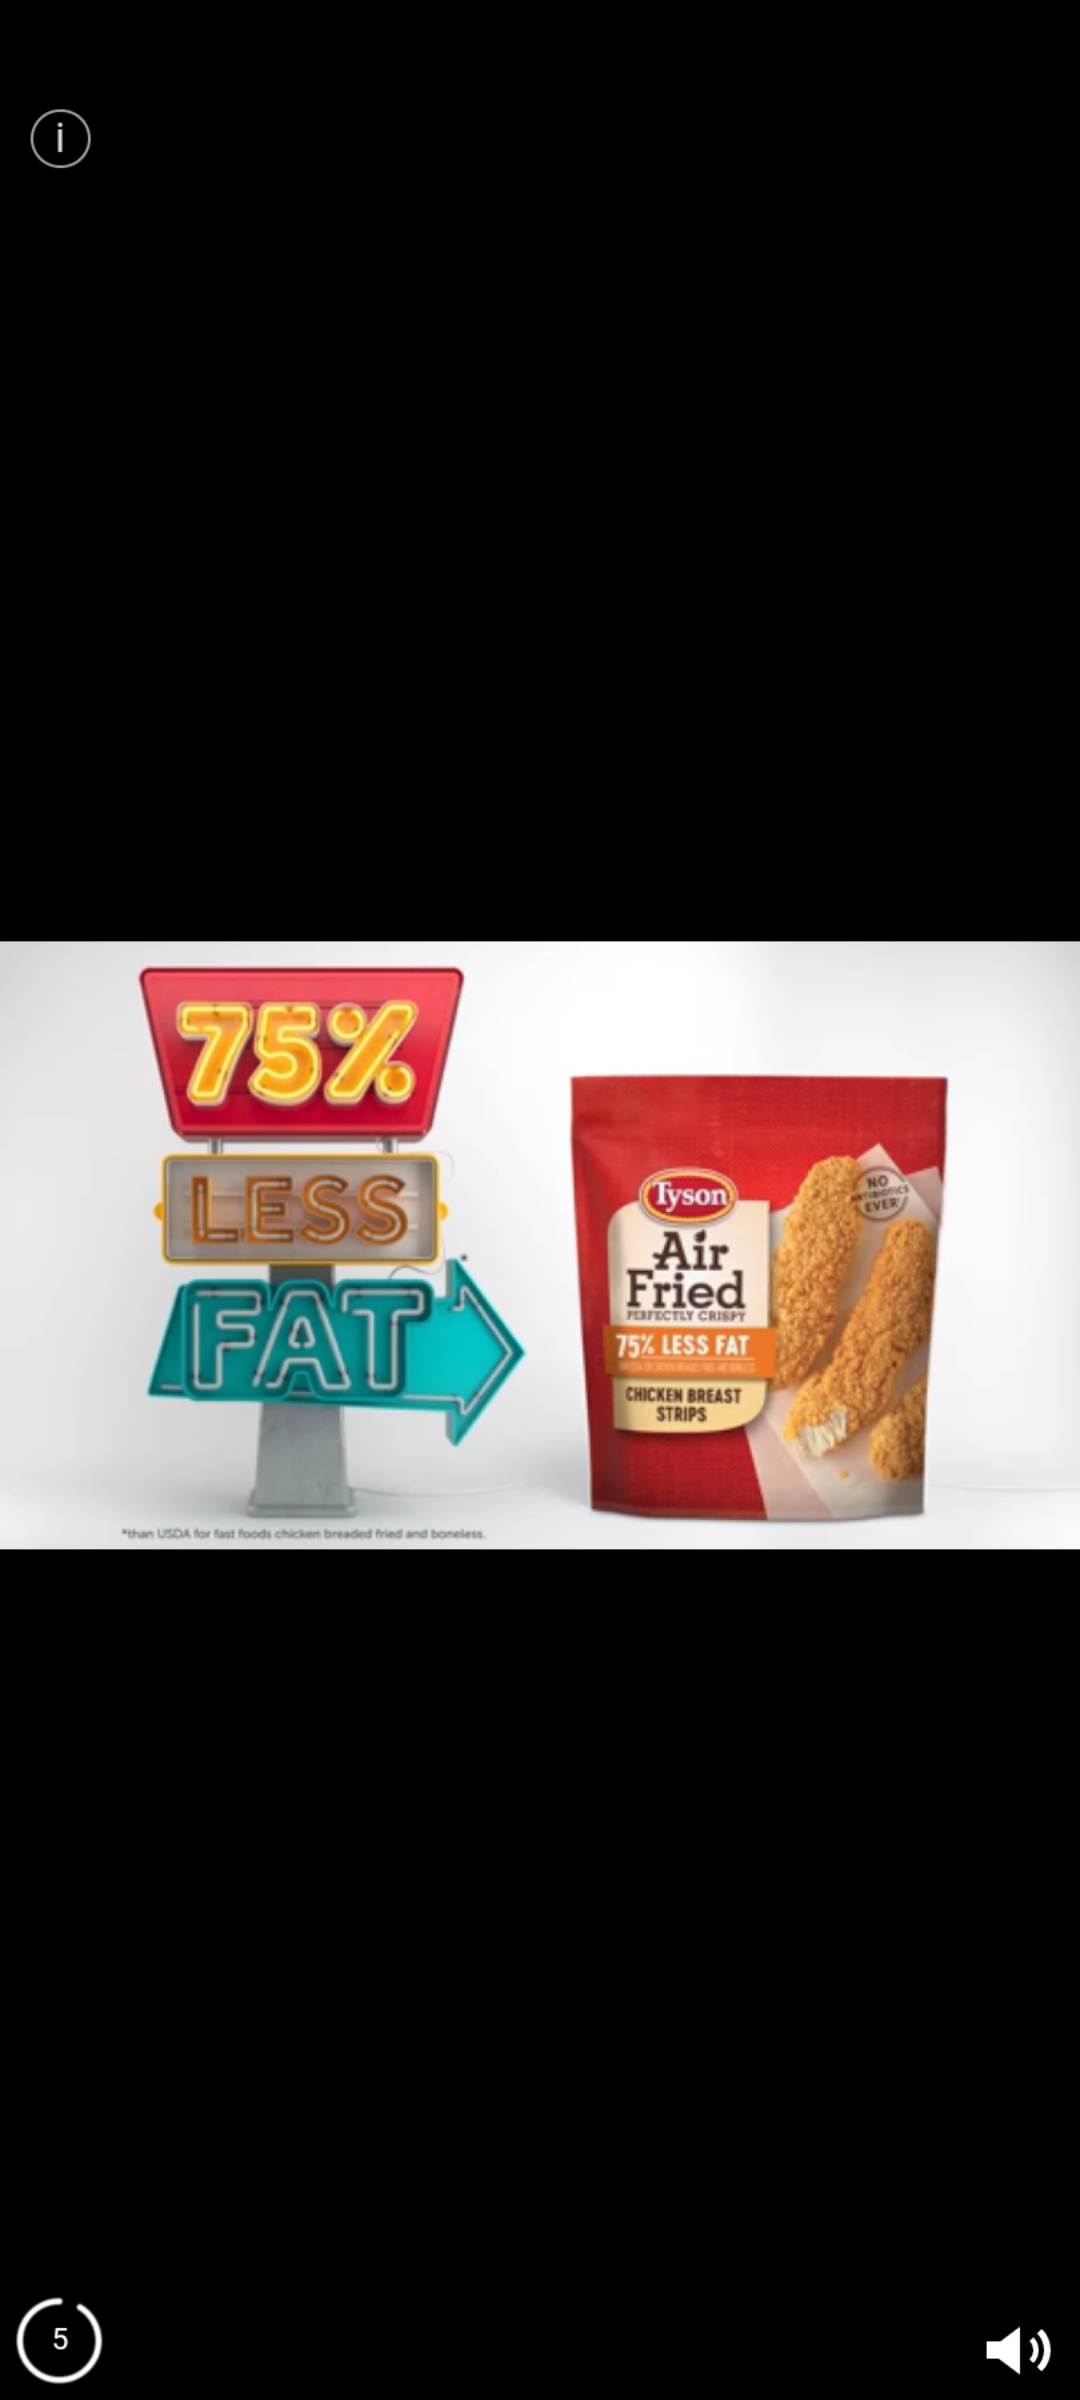 i
75%
LESS
FAT
*
*than USDA for fast foods chicken breaded fried and boneless.
Tyson
Air
Fried
PERFECTLY CRISPY
75% LESS FAT
CHICKEN BREAST
STRIPS
NO
ANTIBIOTICS
EVER
5